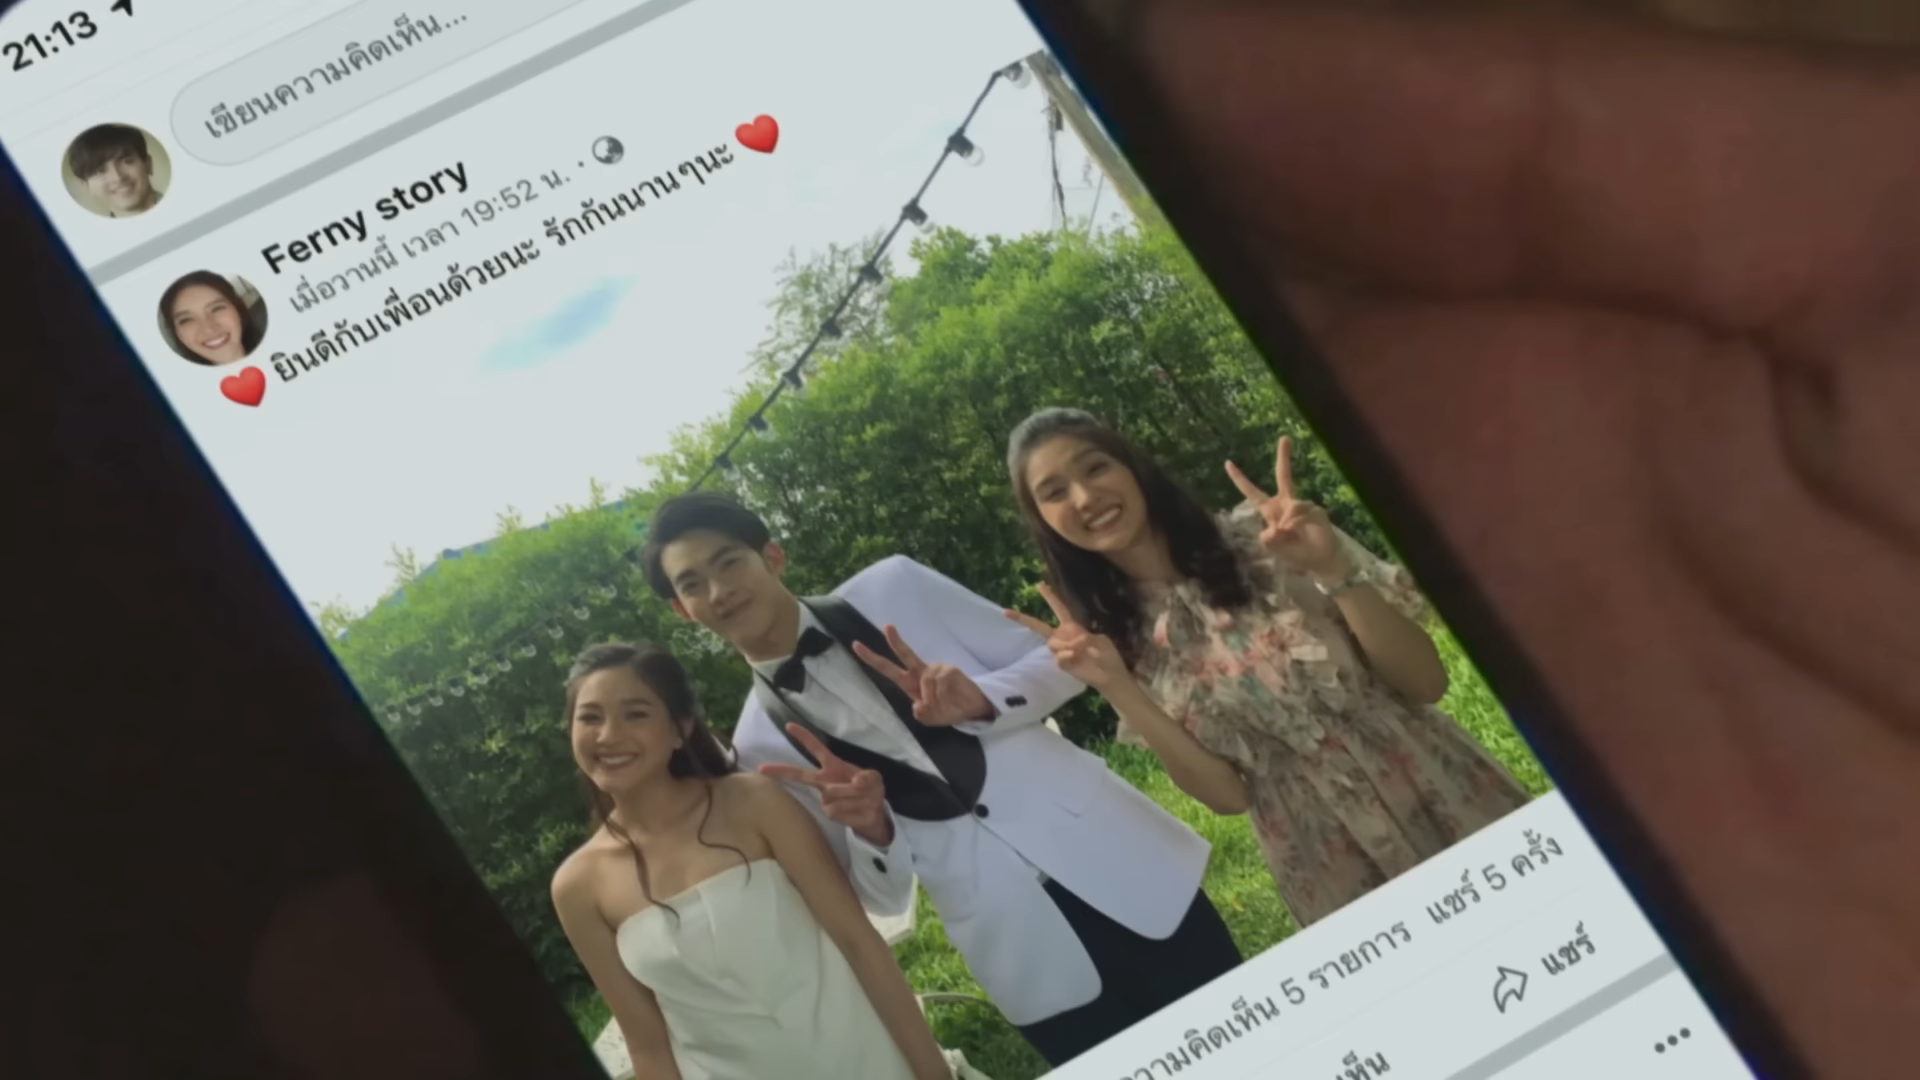 21:13
เขียนความคิดเห็น...
Ferny story
เมื่อวานนี้ เวลา 19:52 น. ·
❤️ ยินดีกับเพื่อนด้วยนะ รักกันนานๆนะ ❤️
ความคิดเห็น 5 รายการ แชร์ 5 ครั้ง
แชร์